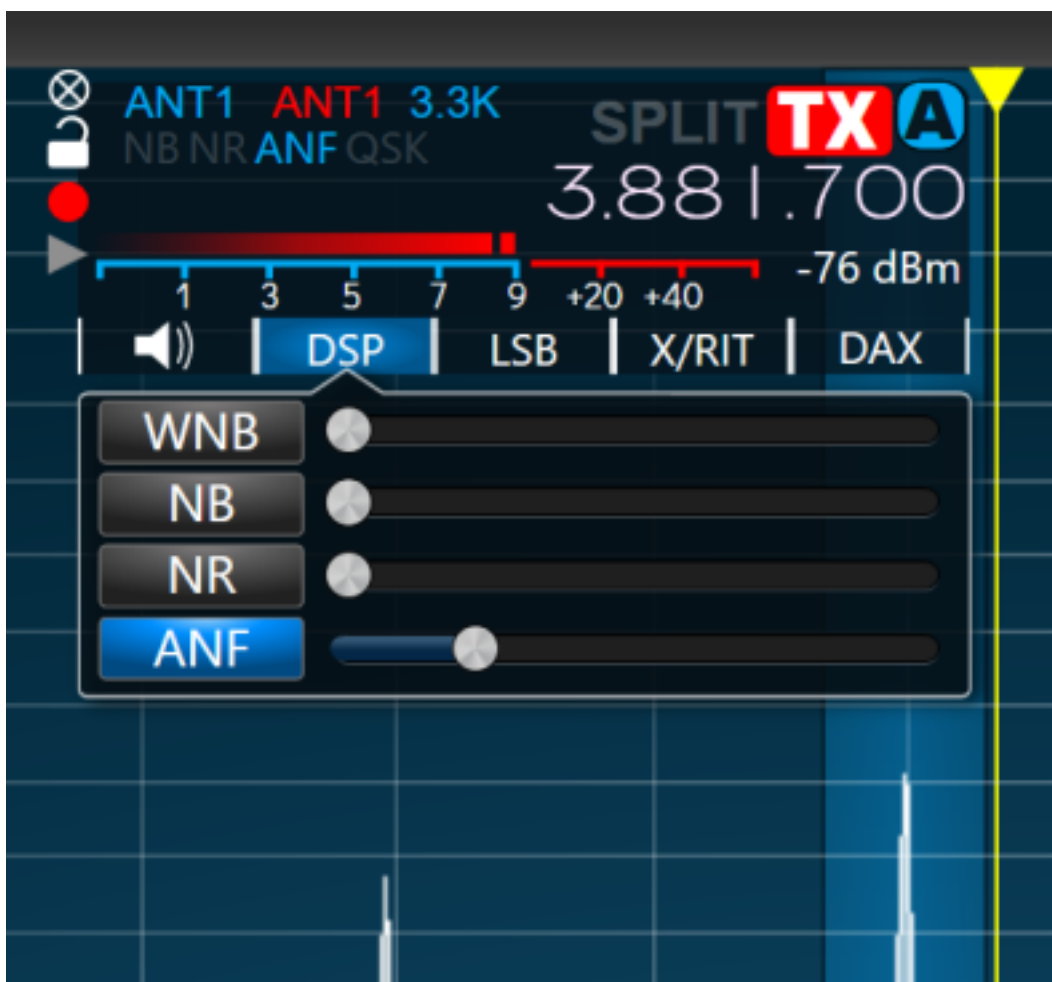 ANT1 ANT1 3.3K SPLIT TX A
NB NR ANF QSK
3.881.700
-76 dBm
1 3 5 7 9 +20 +40
DSP LSB X/RIT DAX
WNB
NB
NR
ANF